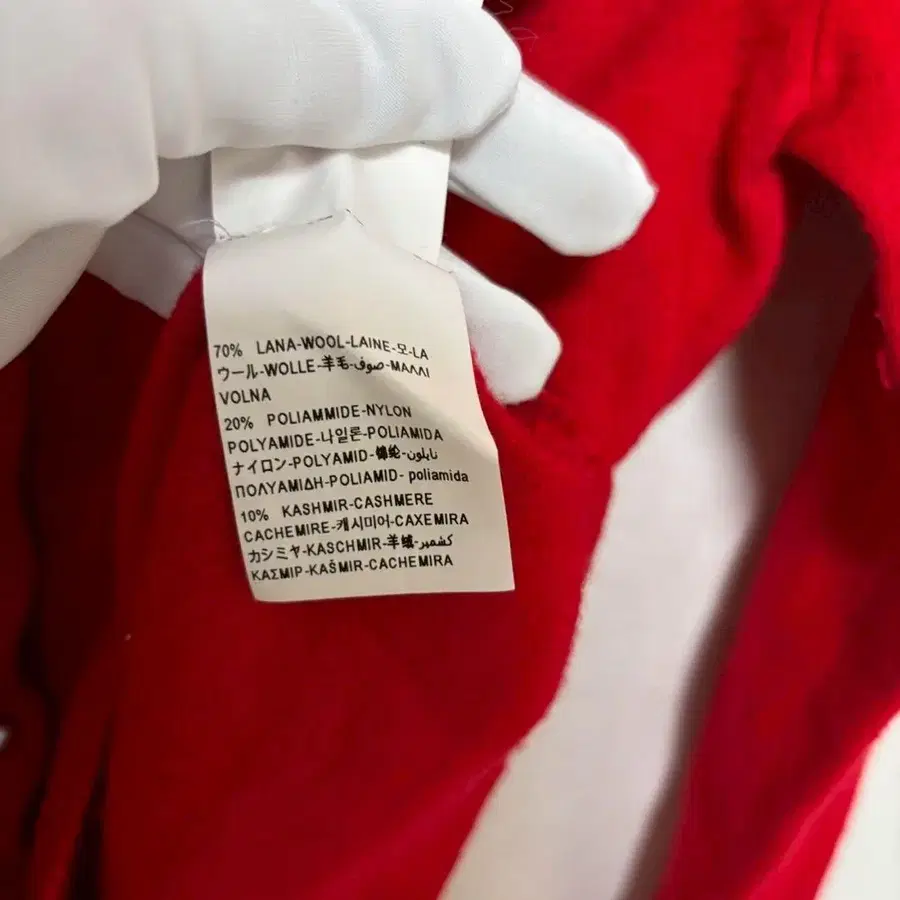 70% LANA-WOOL-LAINE-모-LA
ウール-WOLLE-羊毛-صوف-ΜΑΛΛΙ
VOLNA
20% POLIAMMIDE-NYLON
POLYAMIDE-나일론-POLIAMIDA
ナイロン-POLYAMID-锦纶-نايلون
ΠΟΛΥΑΜΙΔΗ-POLIAMID- poliamida
10% KASHMIR-CASHMERE
CACHEMIRE-캐시미어-CAXEMIRA
カシミヤ-KASCHMIR-羊绒-كشمير
ΚΑΣΜΙΡ-KAŠMIR-CACHEMIRA